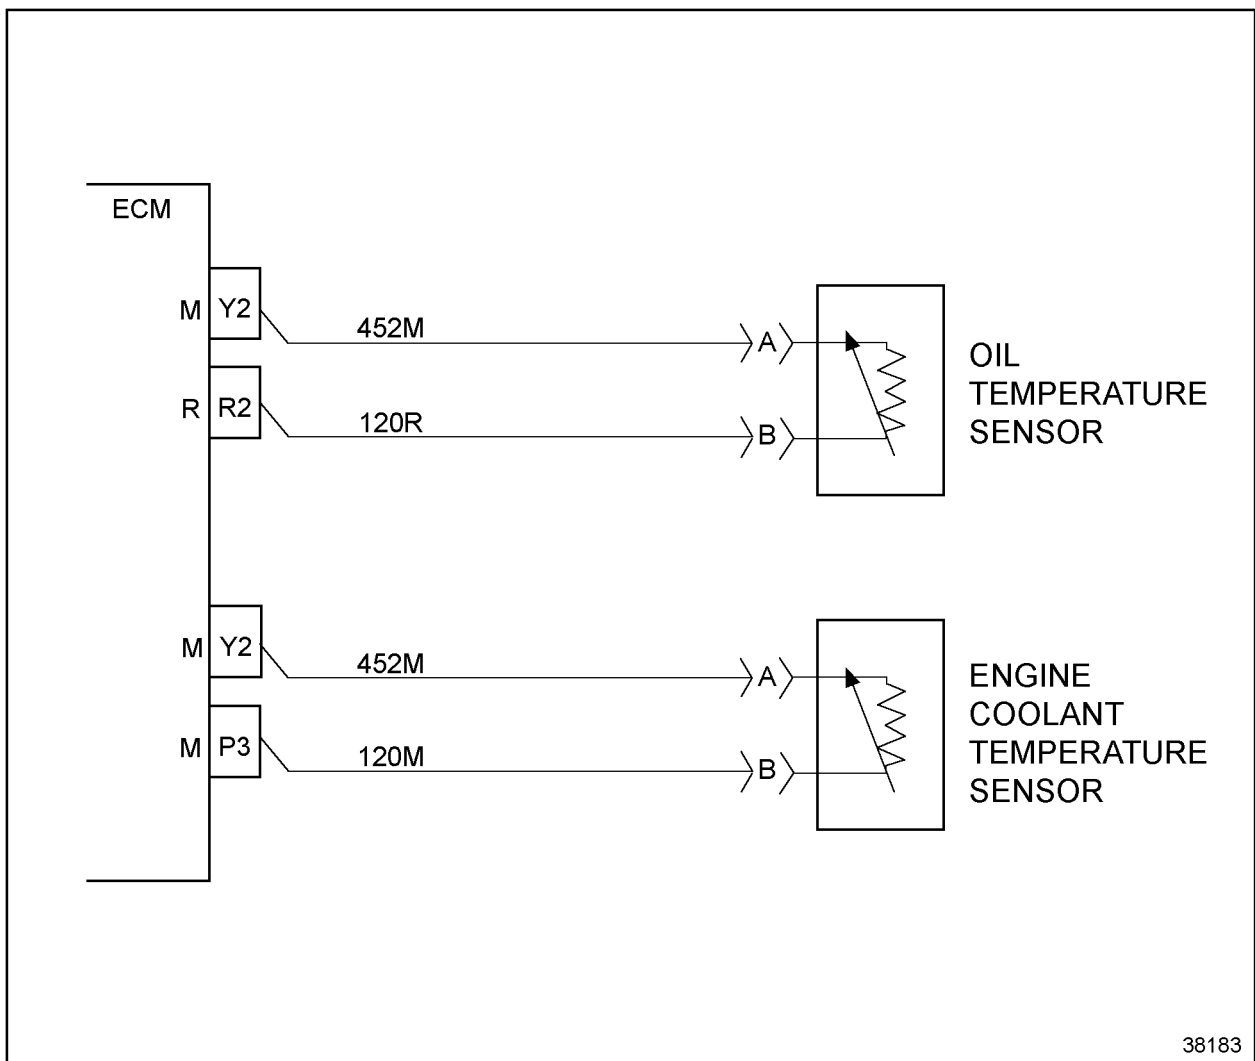 ECM
M Y2 452M A
R R2 120R B
OIL
TEMPERATURE
SENSOR
M Y2 452M A
M P3 120M B
ENGINE
COOLANT
TEMPERATURE
SENSOR
38183